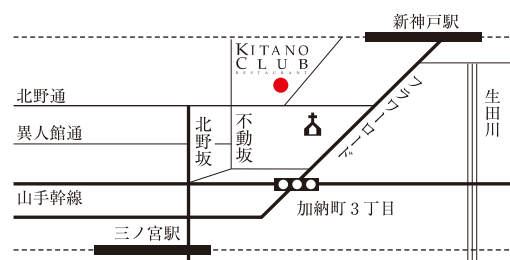 新神戸駅
KITANO
CLUB
RESTAURANT
北野通
フラワーロード
生田川
異人館通
北野坂
不動坂
山手幹線
加納町3丁目
三ノ宮駅